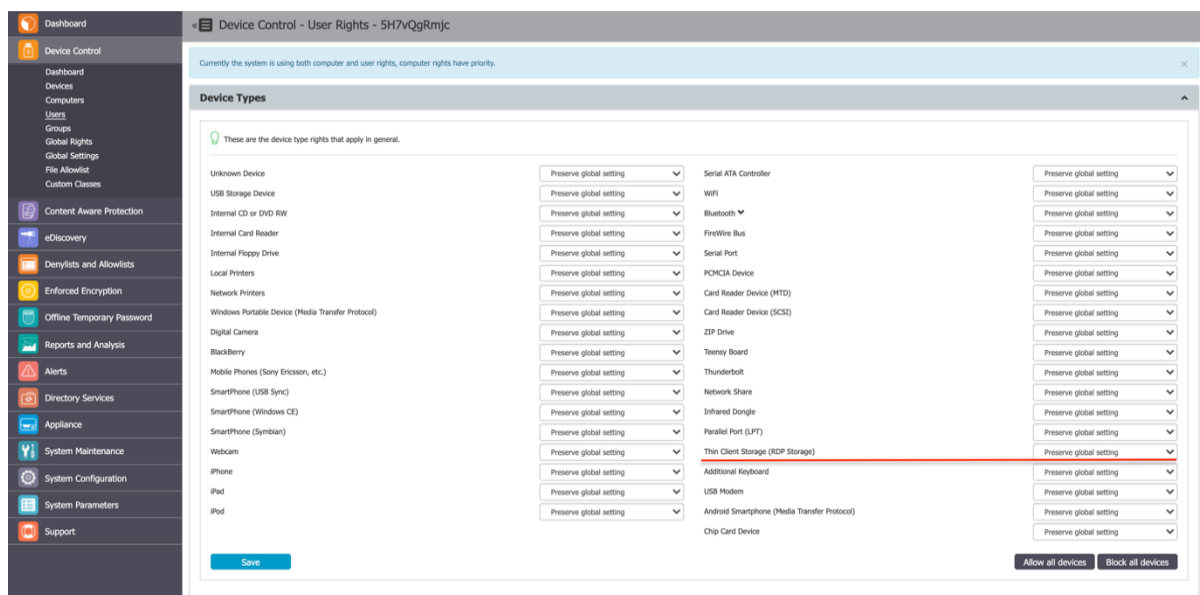 Dashboard
Device Control
Dashboard
Devices
Computers
Users
Groups
Global Rights
Global Settings
File Allowlist
Custom Classes
Content Aware Protection
eDiscovery
Denylists and Allowlists
Enforced Encryption
Offline Temporary Password
Reports and Analysis
Alerts
Directory Services
Appliance
System Maintenance
System Configuration
System Parameters
Support
Device Control - User Rights - 5H7vQgRmjc
Currently the system is using both computer and user rights, computer rights have priority.
Device Types
These are the device type rights that apply in general.
Unknown Device Preserve global setting
USB Storage Device Preserve global setting
Internal CD or DVD RW Preserve global setting
Internal Card Reader Preserve global setting
Internal Floppy Drive Preserve global setting
Local Printers Preserve global setting
Network Printers Preserve global setting
Windows Portable Device (Media Transfer Protocol) Preserve global setting
Digital Camera Preserve global setting
BlackBerry Preserve global setting
Mobile Phones (Sony Ericsson, etc.) Preserve global setting
SmartPhone (USB Sync) Preserve global setting
SmartPhone (Windows CE) Preserve global setting
SmartPhone (Symbian) Preserve global setting
Webcam Preserve global setting
iPhone Preserve global setting
iPad Preserve global setting
iPod Preserve global setting
Serial ATA Controller Preserve global setting
WiFi Preserve global setting
Bluetooth Preserve global setting
FireWire Bus Preserve global setting
Serial Port Preserve global setting
PCMCIA Device Preserve global setting
Card Reader Device (MTD) Preserve global setting
Card Reader Device (SCSI) Preserve global setting
ZIP Drive Preserve global setting
Teensy Board Preserve global setting
Thunderbolt Preserve global setting
Network Share Preserve global setting
Infrared Dongle Preserve global setting
Parallel Port (LPT) Preserve global setting
Thin Client Storage (RDP Storage) Preserve global setting
Additional Keyboard Preserve global setting
USB Modem Preserve global setting
Android Smartphone (Media Transfer Protocol) Preserve global setting
Chip Card Device Preserve global setting
Save
Allow all devices
Block all devices